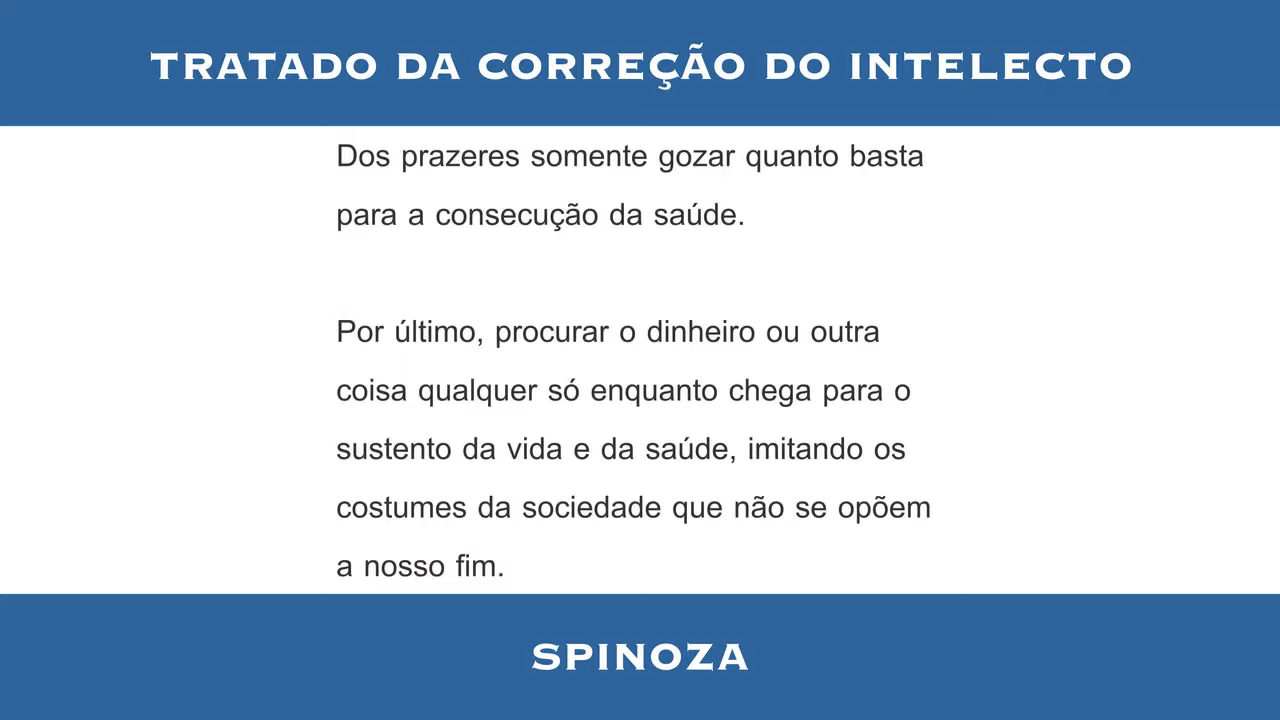 TRATADO DA CORREÇÃO DO INTELECTO
Dos prazeres somente gozar quanto basta
para a consecução da saúde.
Por último, procurar o dinheiro ou outra
coisa qualquer só enquanto chega para o
sustento da vida e da saúde, imitando os
costumes da sociedade que não se opõem
a nosso fim.
SPINOZA